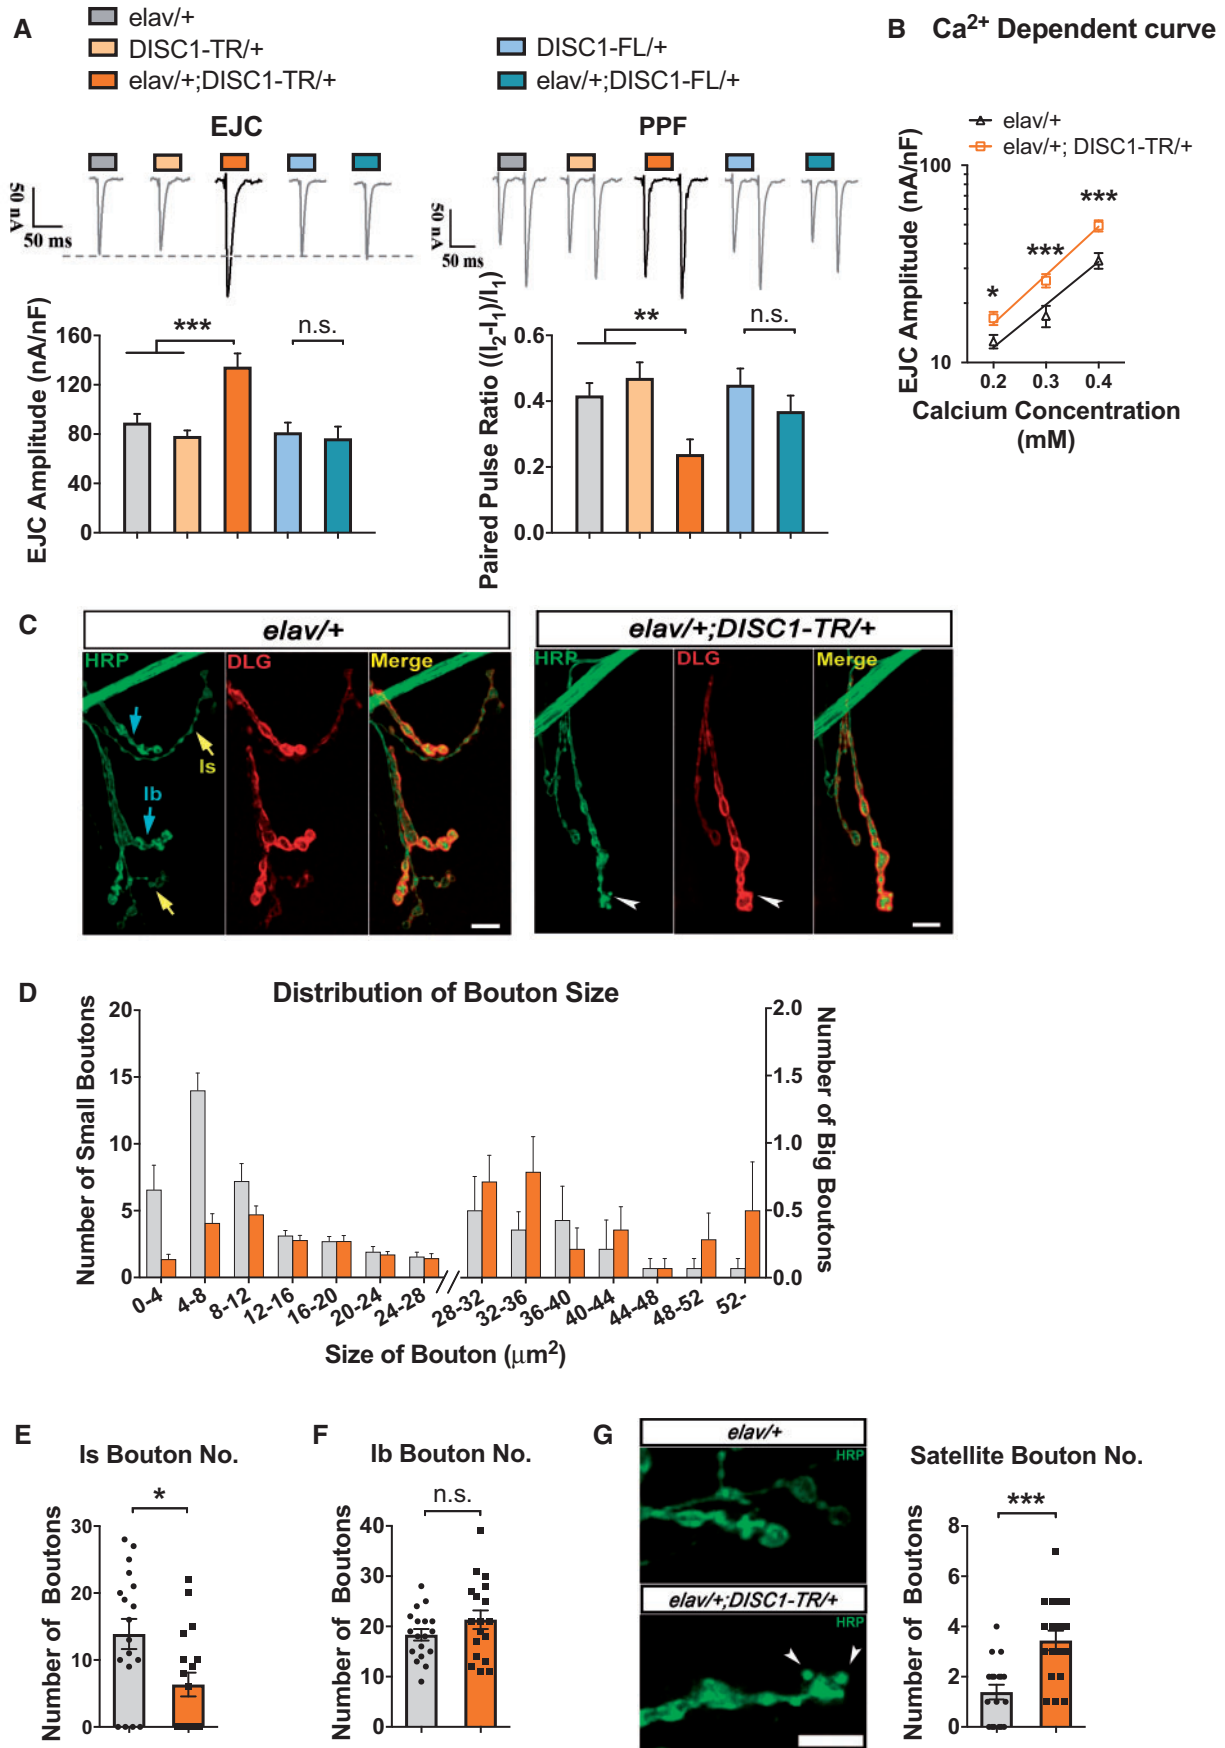 A
elav/+
DISC1-TR/+
elav/+;DISC1-TR/+
DISC1-FL/+
elav/+;DISC1-FL/+
EJC
50 nA
50 ms
EJC Amplitude (nA/nF)
160
120
80
40
0
***
n.s.
PPF
50 nA
50 ms
Paired Pulse Ratio ((I2-I1)/I1)
0.6
0.4
0.2
0.0
**
n.s.
B Ca2+ Dependent curve
elav/+
elav/+; DISC1-TR/+
EJC Amplitude (nA/nF)
100
10
*
***
***
0.2 0.3 0.4
Calcium Concentration
(mM)
C
elav/+
HRP DLG Merge
Is
Ib
elav/+;DISC1-TR/+
HRP DLG Merge
D
Distribution of Bouton Size
Number of Small Boutons
20
15
10
5
0
Number of Big Boutons
2.0
1.5
1.0
0.5
0.0
0-4 4-8 8-12 12-16 16-20 20-24 24-28 28-32 32-36 36-40 40-44 44-48 48-52 52-
Size of Bouton (μm2)
E
Is Bouton No.
Number of Boutons
30
20
10
0
*
F
Ib Bouton No.
Number of Boutons
40
30
20
10
0
n.s.
G
elav/+
HRP
elav/+;DISC1-TR/+
HRP
Satellite Bouton No.
Number of Boutons
8
6
4
2
0
***